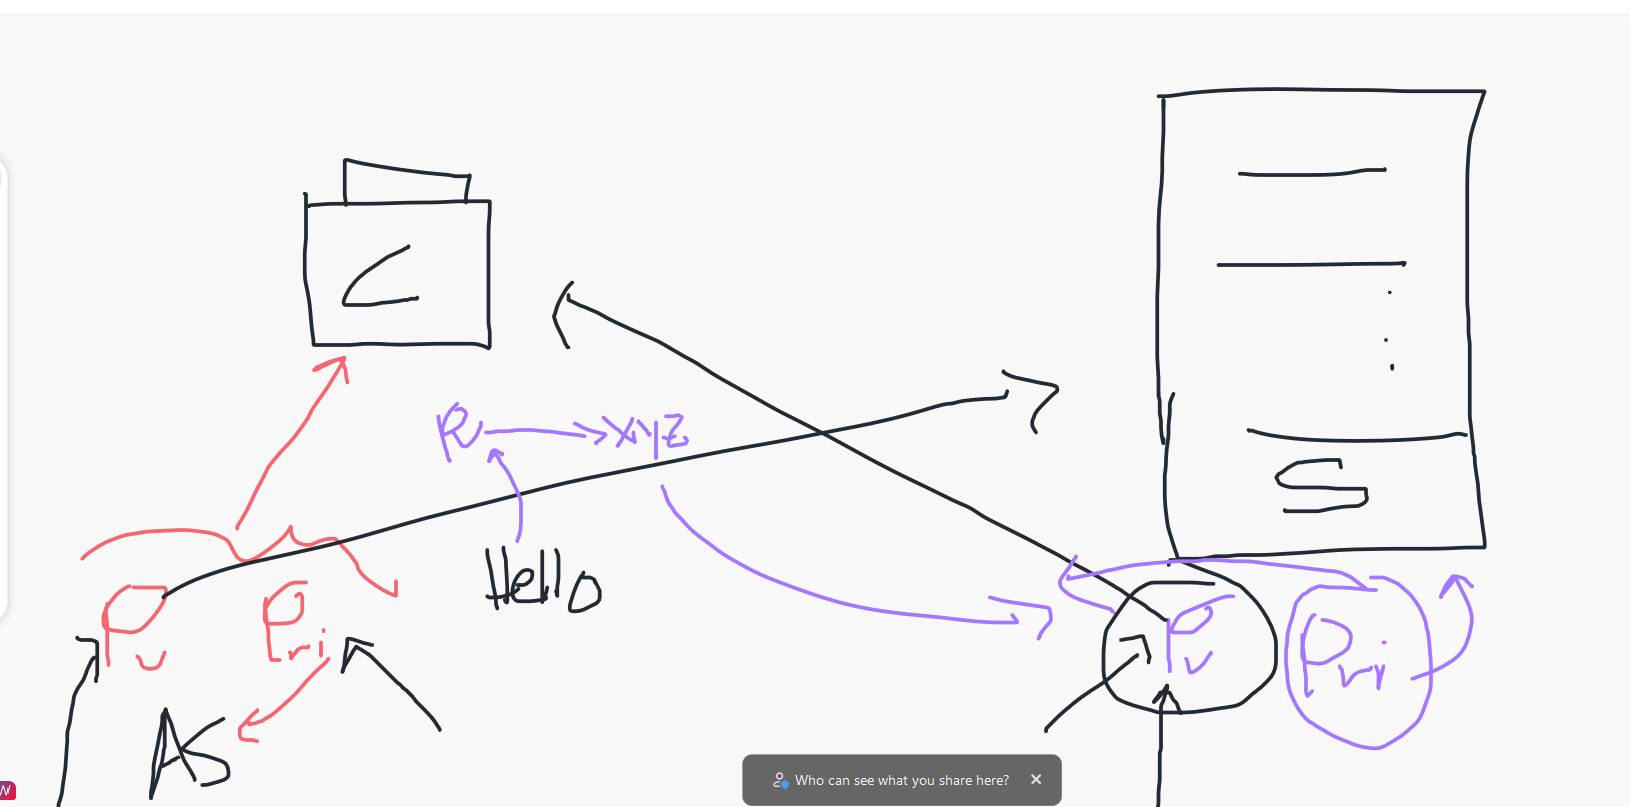 C
S
R → XYZ
Hello
Pu
Pri
Pu
Pri
AS
W
Who can see what you share here?